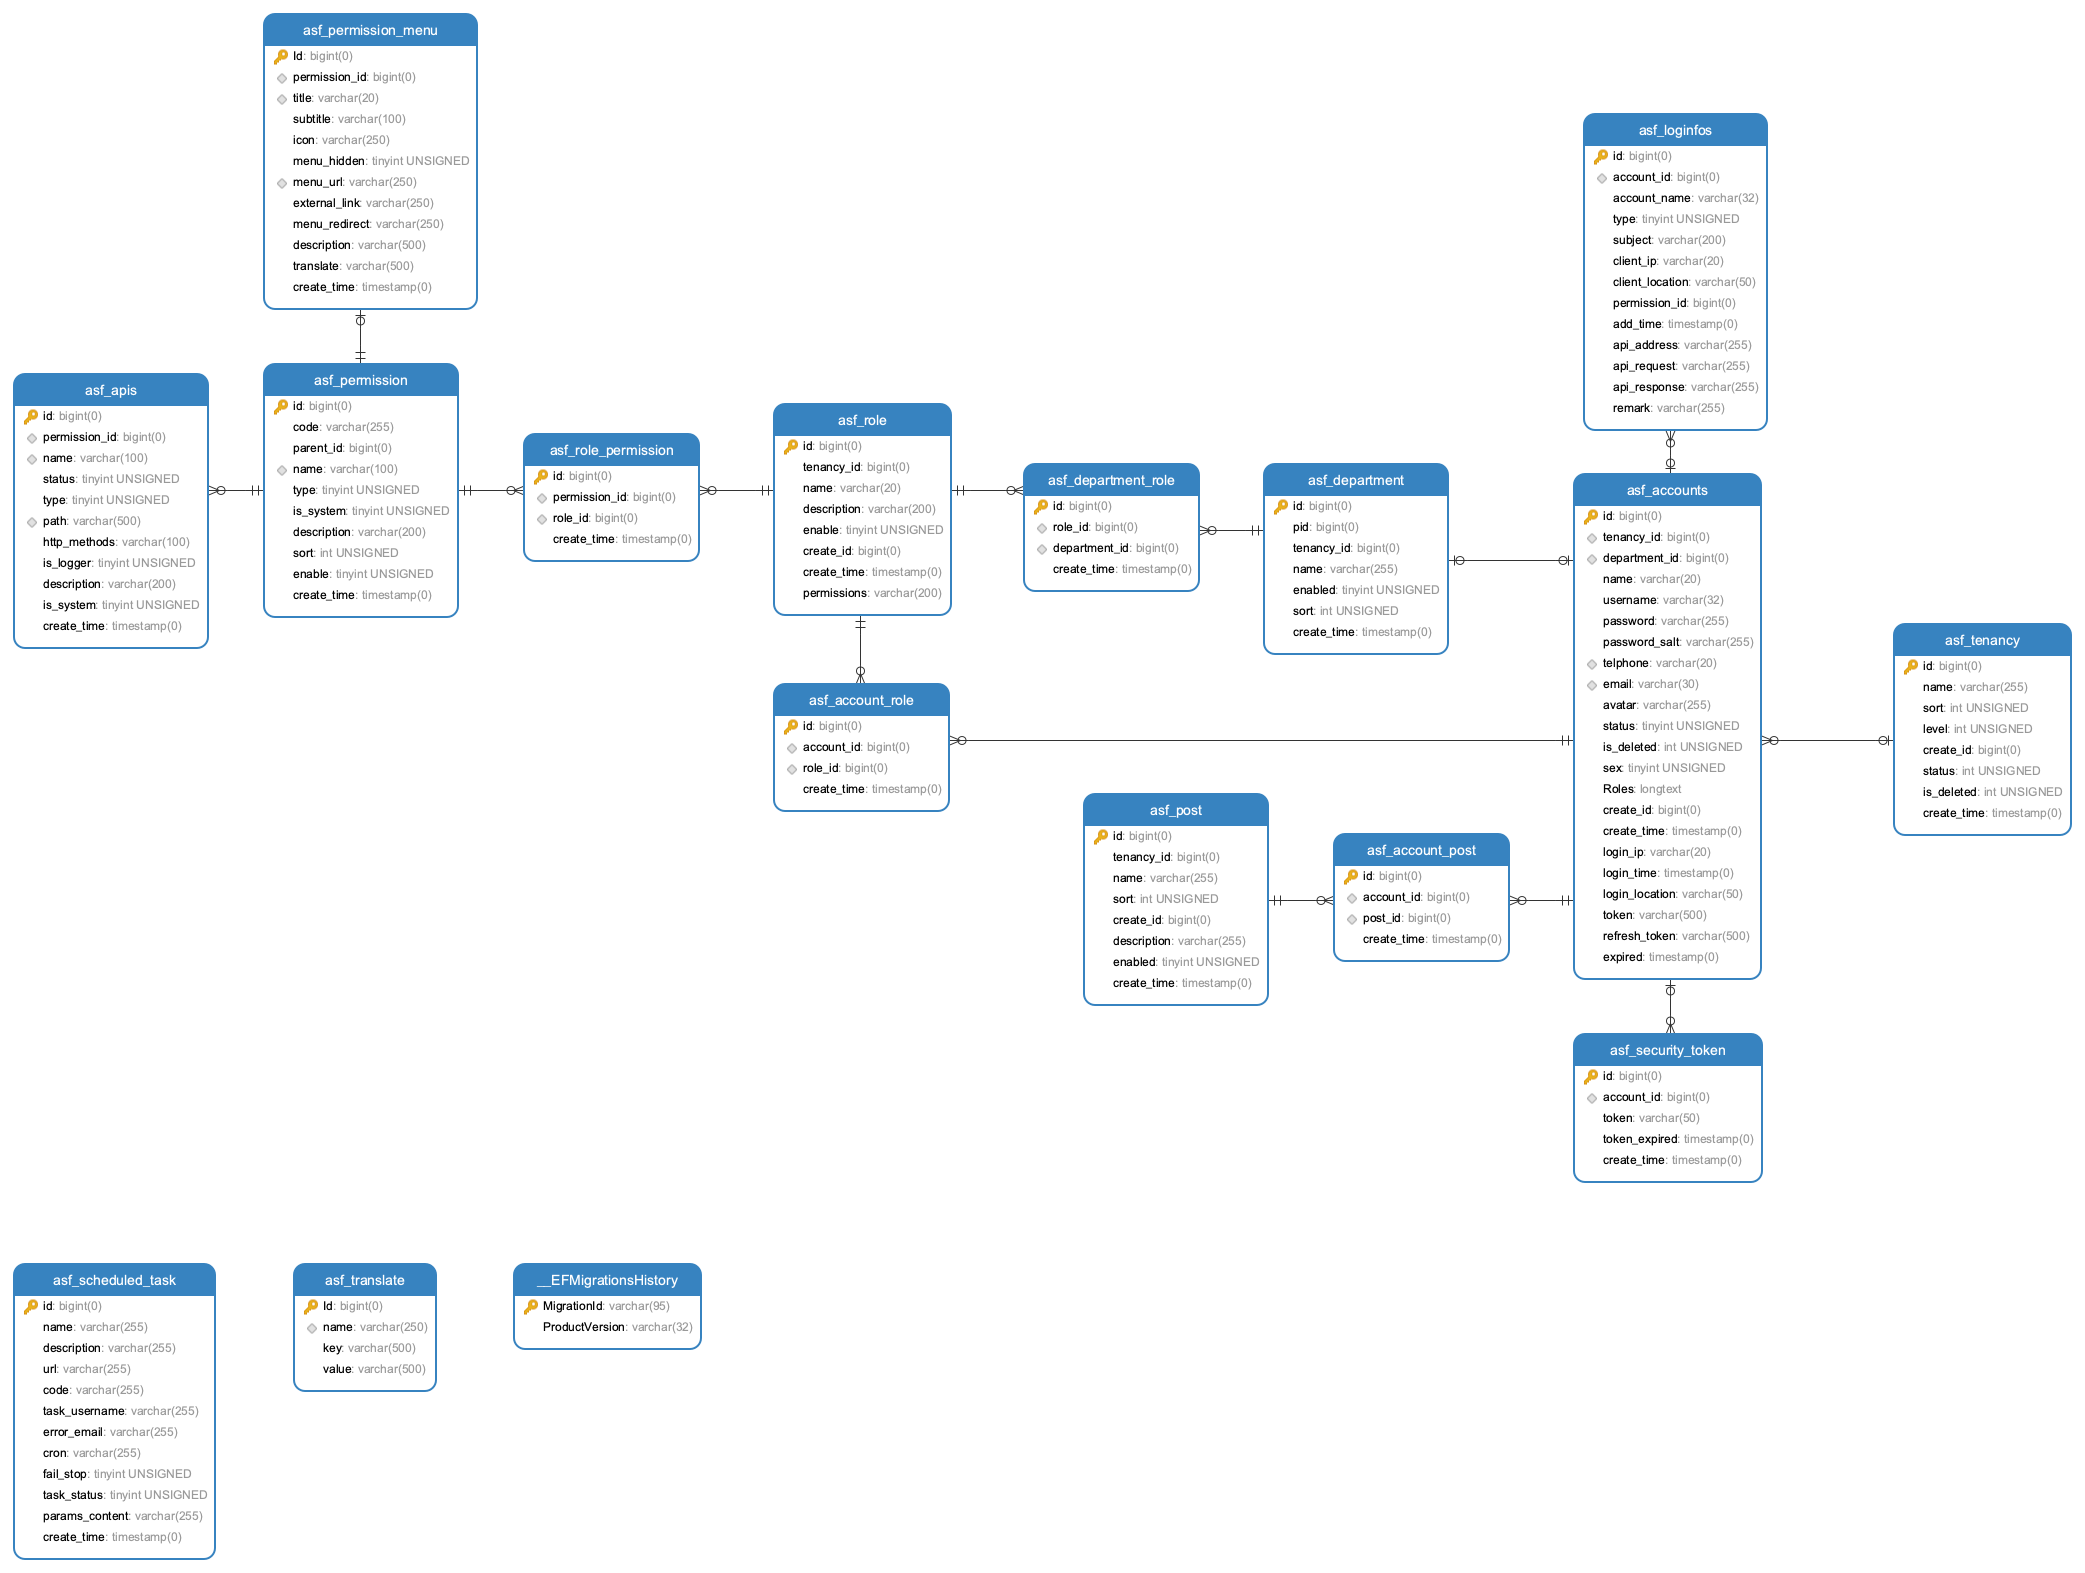 asf_permission_menu
Id: bigint(0)
permission_id: bigint(0)
title: varchar(20)
subtitle: varchar(100)
icon: varchar(250)
menu_hidden: tinyint UNSIGNED
menu_url: varchar(250)
external_link: varchar(250)
menu_redirect: varchar(250)
description: varchar(500)
translate: varchar(500)
create_time: timestamp(0)
asf_loginfos
id: bigint(0)
account_id: bigint(0)
account_name: varchar(32)
type: tinyint UNSIGNED
subject: varchar(200)
client_ip: varchar(20)
client_location: varchar(50)
permission_id: bigint(0)
add_time: timestamp(0)
api_address: varchar(255)
api_request: varchar(255)
api_response: varchar(255)
remark: varchar(255)
asf_apis
id: bigint(0)
permission_id: bigint(0)
name: varchar(100)
status: tinyint UNSIGNED
type: tinyint UNSIGNED
path: varchar(500)
http_methods: varchar(100)
is_logger: tinyint UNSIGNED
description: varchar(200)
is_system: tinyint UNSIGNED
create_time: timestamp(0)
asf_permission
id: bigint(0)
code: varchar(255)
parent_id: bigint(0)
name: varchar(100)
type: tinyint UNSIGNED
is_system: tinyint UNSIGNED
description: varchar(200)
sort: int UNSIGNED
enable: tinyint UNSIGNED
create_time: timestamp(0)
asf_role_permission
id: bigint(0)
permission_id: bigint(0)
role_id: bigint(0)
create_time: timestamp(0)
asf_role
id: bigint(0)
tenancy_id: bigint(0)
name: varchar(20)
description: varchar(200)
enable: tinyint UNSIGNED
create_id: bigint(0)
create_time: timestamp(0)
permissions: varchar(200)
asf_department_role
id: bigint(0)
role_id: bigint(0)
department_id: bigint(0)
create_time: timestamp(0)
asf_department
id: bigint(0)
pid: bigint(0)
tenancy_id: bigint(0)
name: varchar(255)
enabled: tinyint UNSIGNED
sort: int UNSIGNED
create_time: timestamp(0)
asf_accounts
id: bigint(0)
tenancy_id: bigint(0)
department_id: bigint(0)
name: varchar(20)
username: varchar(32)
password: varchar(255)
password_salt: varchar(255)
telphone: varchar(20)
email: varchar(30)
avatar: varchar(255)
status: tinyint UNSIGNED
is_deleted: int UNSIGNED
sex: tinyint UNSIGNED
Roles: longtext
create_id: bigint(0)
create_time: timestamp(0)
login_ip: varchar(20)
login_time: timestamp(0)
login_location: varchar(50)
token: varchar(500)
refresh_token: varchar(500)
expired: timestamp(0)
asf_tenancy
id: bigint(0)
name: varchar(255)
sort: int UNSIGNED
level: int UNSIGNED
create_id: bigint(0)
status: int UNSIGNED
is_deleted: int UNSIGNED
create_time: timestamp(0)
asf_account_role
id: bigint(0)
account_id: bigint(0)
role_id: bigint(0)
create_time: timestamp(0)
asf_post
id: bigint(0)
tenancy_id: bigint(0)
name: varchar(255)
sort: int UNSIGNED
create_id: bigint(0)
description: varchar(255)
enabled: tinyint UNSIGNED
create_time: timestamp(0)
asf_account_post
id: bigint(0)
account_id: bigint(0)
post_id: bigint(0)
create_time: timestamp(0)
asf_security_token
id: bigint(0)
account_id: bigint(0)
token: varchar(50)
token_expired: timestamp(0)
create_time: timestamp(0)
asf_scheduled_task
id: bigint(0)
name: varchar(255)
description: varchar(255)
url: varchar(255)
code: varchar(255)
task_username: varchar(255)
error_email: varchar(255)
cron: varchar(255)
fail_stop: tinyint UNSIGNED
task_status: tinyint UNSIGNED
params_content: varchar(255)
create_time: timestamp(0)
asf_translate
Id: bigint(0)
name: varchar(250)
key: varchar(500)
value: varchar(500)
__EFMigrationsHistory
MigrationId: varchar(95)
ProductVersion: varchar(32)